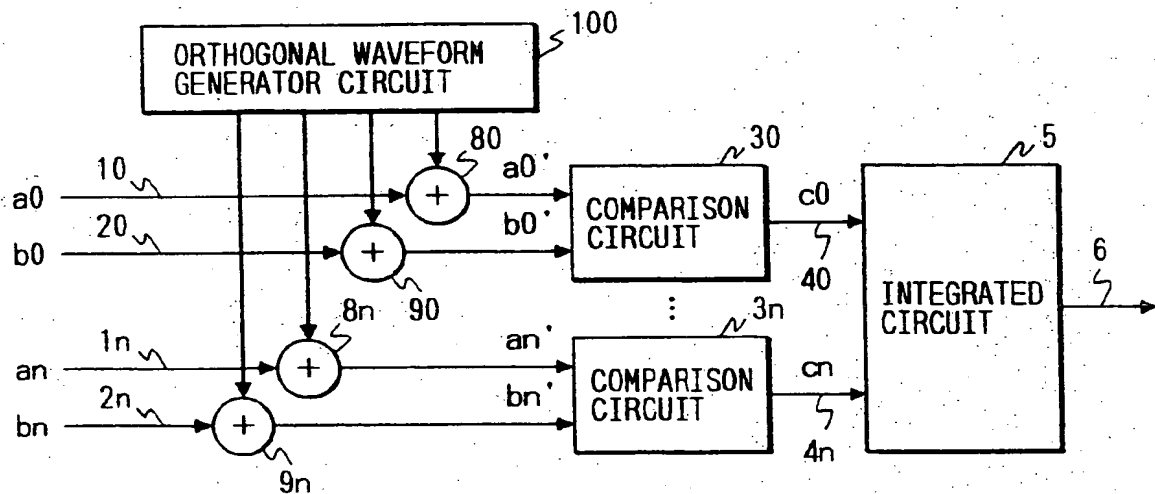 100
ORTHOGONAL WAVEFORM
GENERATOR CIRCUIT
80
30
5
10
a0
+
a0'
20
b0
+
b0'
COMPARISON
CIRCUIT
c0
40
90
6
INTEGRATED
CIRCUIT
8n
⋮
3n
1n
an
+
an'
2n
bn
+
bn'
COMPARISON
CIRCUIT
cn
4n
9n